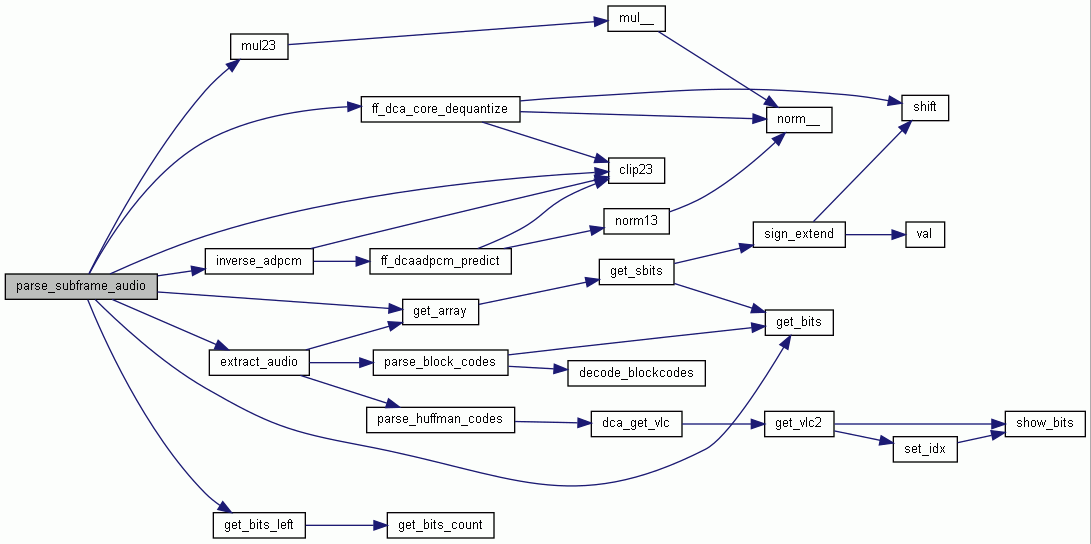 mul__
mul23
ff_dca_core_dequantize
shift
norm__
clip23
norm13
sign_extend
val
inverse_adpcm
ff_dcaadpcm_predict
get_sbits
parse_subframe_audio
get_array
get_bits
extract_audio
parse_block_codes
decode_blockcodes
parse_huffman_codes
dca_get_vlc
get_vlc2
show_bits
set_idx
get_bits_left
get_bits_count